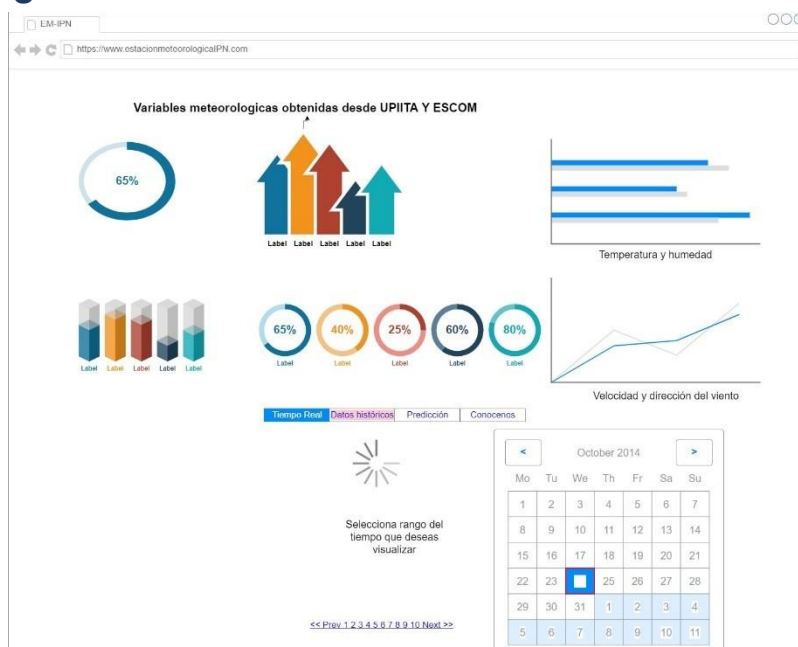 EM-IPN
https://www.estacionmeteorologicaIPN.com
Variables meteorologicas obtenidas desde UPIITA Y ESCOM
65%
Label Label Label Label Label
Temperatura y humedad
Label Label Label Label Label
65% 40% 25% 60% 80%
Label Label Label Label Label
Velocidad y dirección del viento
Tiempo Real Datos históricos Predicción Conocenos
Selecciona rango del
tiempo que deseas
visualizar
<< Prev 1 2 3 4 5 6 7 8 9 10 Next >>
< October 2014 >
Mo Tu We Th Fr Sa Su
1 2 3 4 5 6 7
8 9 10 11 12 13 14
15 16 17 18 19 20 21
22 23 25 26 27 28
29 30 31 1 2 3 4
5 6 7 8 9 10 11